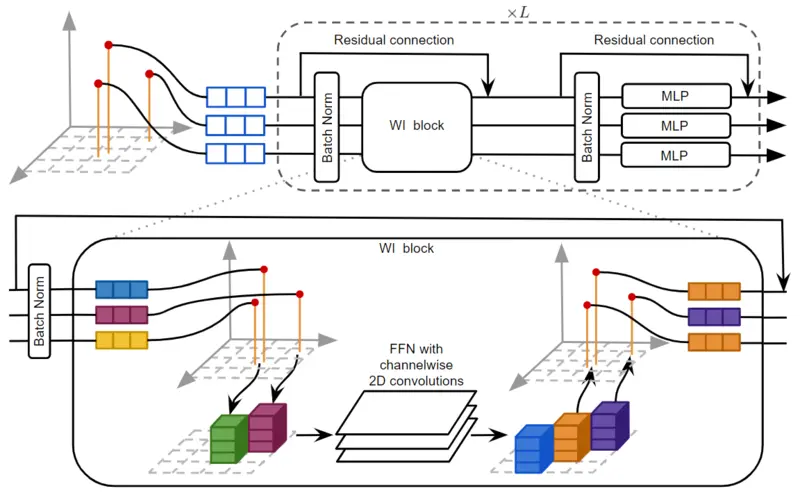 ×L
Residual connection
Residual connection
Batch Norm
WI block
Batch Norm
MLP
MLP
MLP
WI block
Batch Norm
FFN with
channelwise
2D convolutions